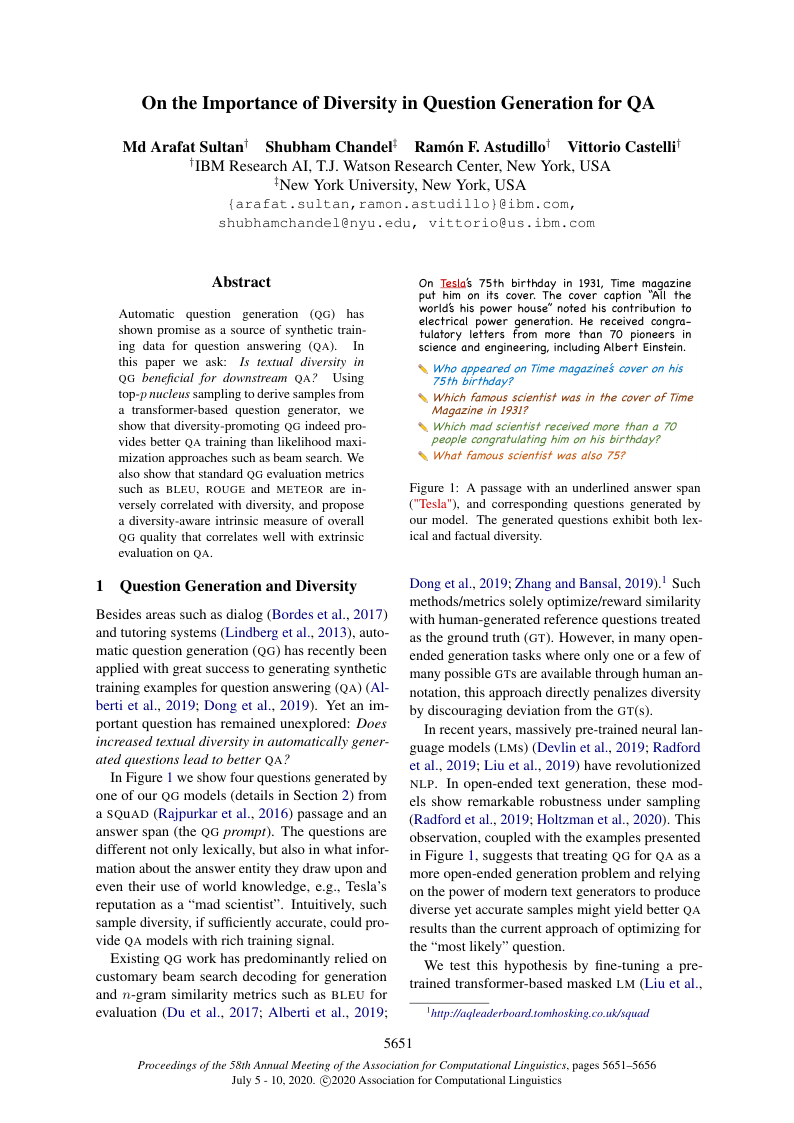 On the Importance of Diversity in Question Generation for QA
Md Arafat Sultan† Shubham Chandel‡ Ramón F. Astudillo† Vittorio Castelli†
†IBM Research AI, T.J. Watson Research Center, New York, USA
‡New York University, New York, USA
{arafat.sultan,ramon.astudillo}@ibm.com,
shubhamchandel@nyu.edu, vittorio@us.ibm.com
Abstract
Automatic question generation (QG) has
shown promise as a source of synthetic train-
ing data for question answering (QA). In
this paper we ask: Is textual diversity in
QG beneficial for downstream QA? Using
top-p nucleus sampling to derive samples from
a transformer-based question generator, we
show that diversity-promoting QG indeed pro-
vides better QA training than likelihood maxi-
mization approaches such as beam search. We
also show that standard QG evaluation metrics
such as BLEU, ROUGE and METEOR are in-
versely correlated with diversity, and propose
a diversity-aware intrinsic measure of overall
QG quality that correlates well with extrinsic
evaluation on QA.
1 Question Generation and Diversity
Besides areas such as dialog (Bordes et al., 2017)
and tutoring systems (Lindberg et al., 2013), auto-
matic question generation (QG) has recently been
applied with great success to generating synthetic
training examples for question answering (QA) (Al-
berti et al., 2019; Dong et al., 2019). Yet an im-
portant question has remained unexplored: Does
increased textual diversity in automatically gener-
ated questions lead to better QA?
In Figure 1 we show four questions generated by
one of our QG models (details in Section 2) from
a SQuAD (Rajpurkar et al., 2016) passage and an
answer span (the QG prompt). The questions are
different not only lexically, but also in what infor-
mation about the answer entity they draw upon and
even their use of world knowledge, e.g., Tesla's
reputation as a “mad scientist”. Intuitively, such
sample diversity, if sufficiently accurate, could pro-
vide QA models with rich training signal.
Existing QG work has predominantly relied on
customary beam search decoding for generation
and n-gram similarity metrics such as BLEU for
evaluation (Du et al., 2017; Alberti et al., 2019;
On Tesla's 75th birthday in 1931, Time magazine
put him on its cover. The cover caption “All the
world's his power house” noted his contribution to
electrical power generation. He received congra-
tulatory letters from more than 70 pioneers in
science and engineering, including Albert Einstein.
Who appeared on Time magazine's cover on his
75th birthday?
Which famous scientist was in the cover of Time
Magazine in 1931?
Which mad scientist received more than a 70
people congratulating him on his birthday?
What famous scientist was also 75?
Figure 1: A passage with an underlined answer span
("Tesla"), and corresponding questions generated by
our model. The generated questions exhibit both lex-
ical and factual diversity.
Dong et al., 2019; Zhang and Bansal, 2019).1 Such
methods/metrics solely optimize/reward similarity
with human-generated reference questions treated
as the ground truth (GT). However, in many open-
ended generation tasks where only one or a few of
many possible GTs are available through human an-
notation, this approach directly penalizes diversity
by discouraging deviation from the GT(s).
In recent years, massively pre-trained neural lan-
guage models (LMs) (Devlin et al., 2019; Radford
et al., 2019; Liu et al., 2019) have revolutionized
NLP. In open-ended text generation, these mod-
els show remarkable robustness under sampling
(Radford et al., 2019; Holtzman et al., 2020). This
observation, coupled with the examples presented
in Figure 1, suggests that treating QG for QA as a
more open-ended generation problem and relying
on the power of modern text generators to produce
diverse yet accurate samples might yield better QA
results than the current approach of optimizing for
the “most likely” question.
We test this hypothesis by fine-tuning a pre-
trained transformer-based masked LM (Liu et al.,
1http://aqleaderboard.tomhosking.co.uk/squad
5651
Proceedings of the 58th Annual Meeting of the Association for Computational Linguistics, pages 5651–5656
July 5 - 10, 2020. ©2020 Association for Computational Linguistics